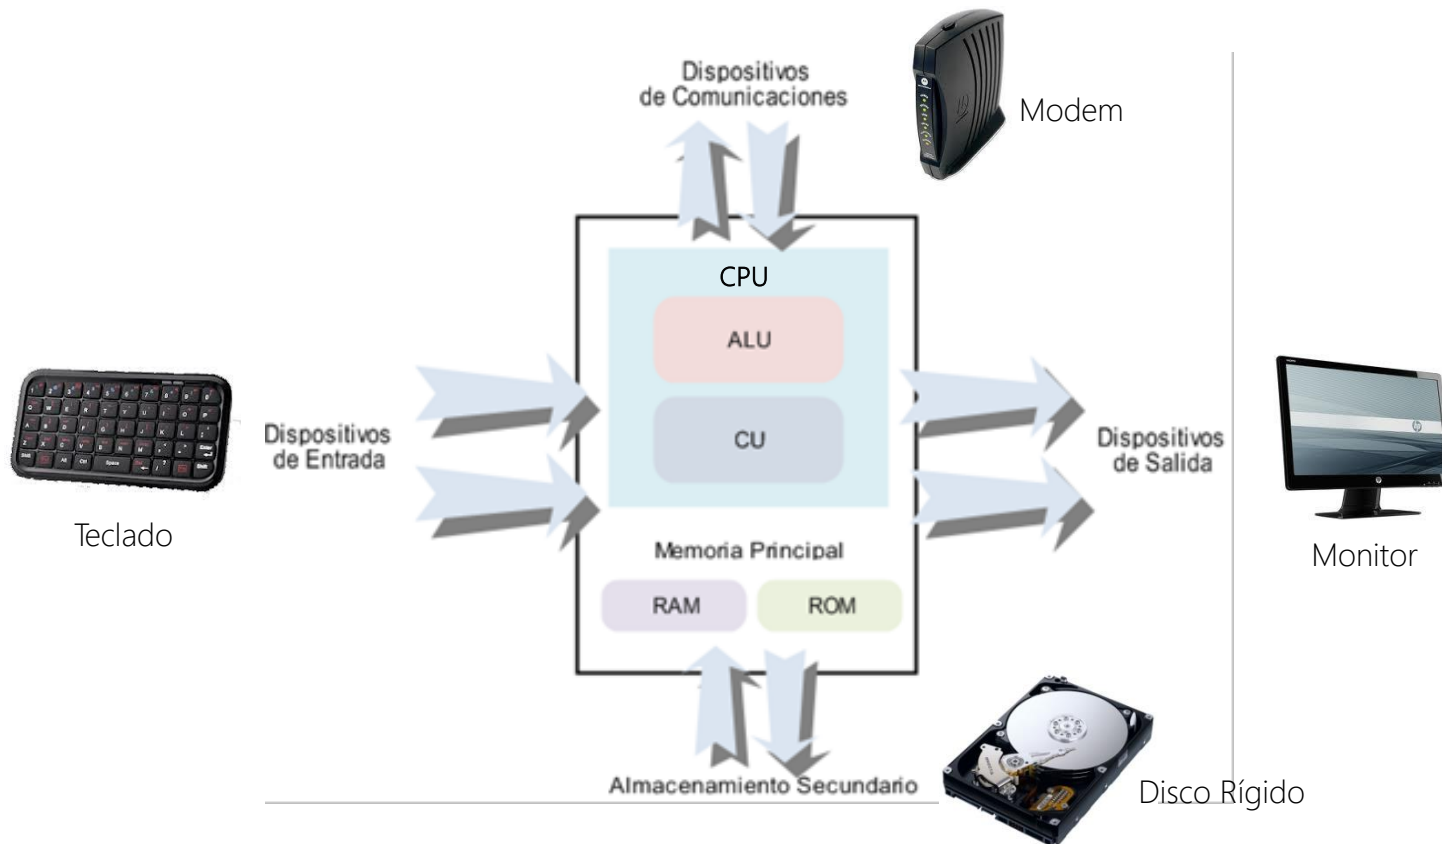 Dispositivos
de Comunicaciones
Modem
CPU
ALU
CU
Dispositivos
de Entrada
Teclado
Dispositivos
de Salida
Monitor
Memoria Principal
RAM
ROM
Almacenamiento Secundario
Disco Rígido